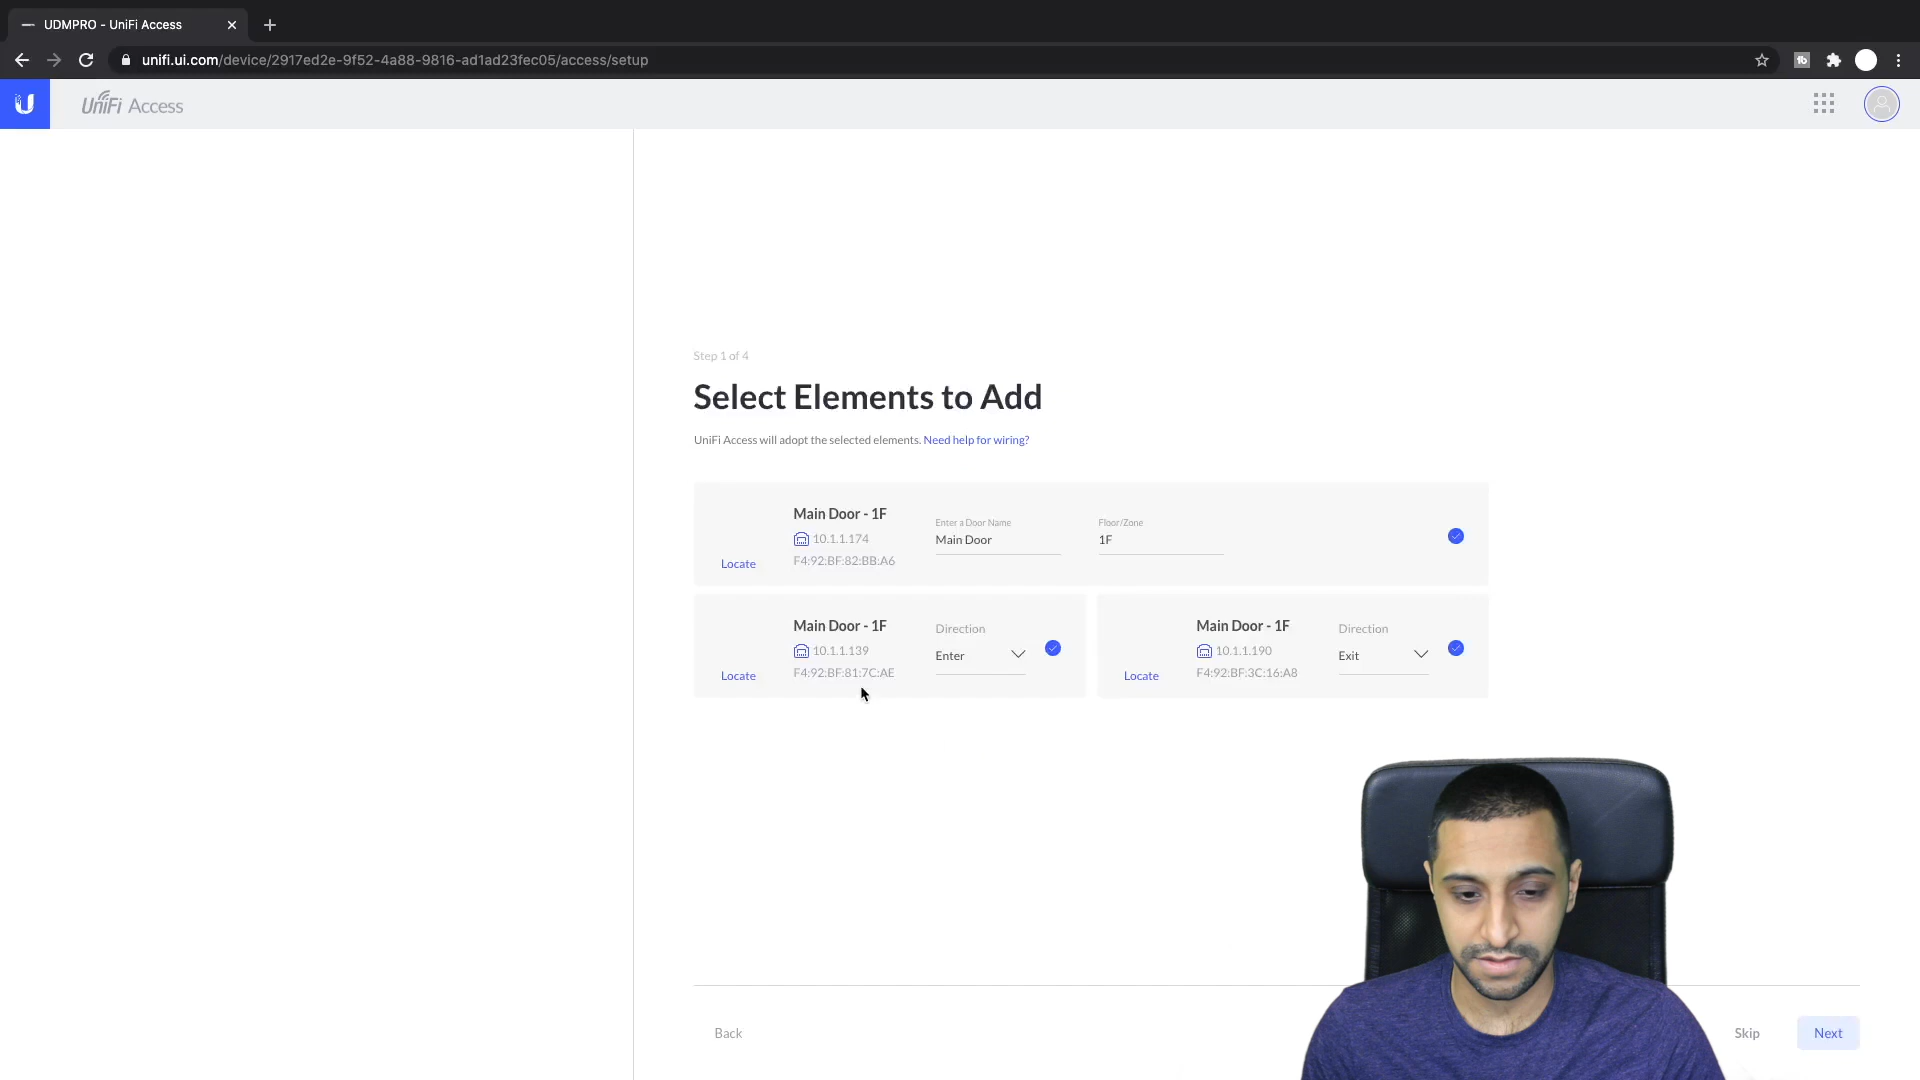 UDMPRO - UniFi Access
unifi.ui.com/device/2917ed2e-9f52-4a88-9816-ad1ad23fec05/access/setup
UniFi Access
Step 1 of 4
Select Elements to Add
UniFi Access will adopt the selected elements. Need help for wiring?
Main Door - 1F
10.1.1.174
F4:92:BF:82:BB:A6
Locate
Enter a Door Name
Main Door
Floor/Zone
1F
Main Door - 1F
10.1.1.139
F4:92:BF:81:7C:AE
Locate
Direction
Enter
Main Door - 1F
10.1.1.190
F4:92:BF:3C:16:A8
Locate
Direction
Exit
Back
Skip
Next